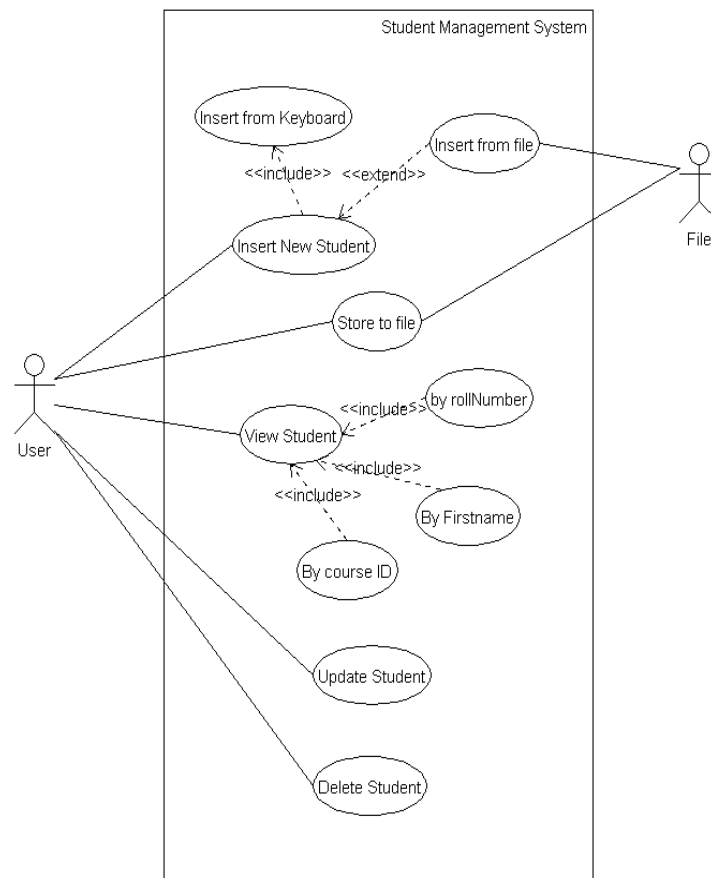 Student Management System
Insert from Keyboard
Insert from file
<<include>>
<<extend>>
Insert New Student
File
Store to file
by rollNumber
<<include>>
View Student
User
<<include>>
<<include>>
By Firstname
By course ID
Update Student
Delete Student